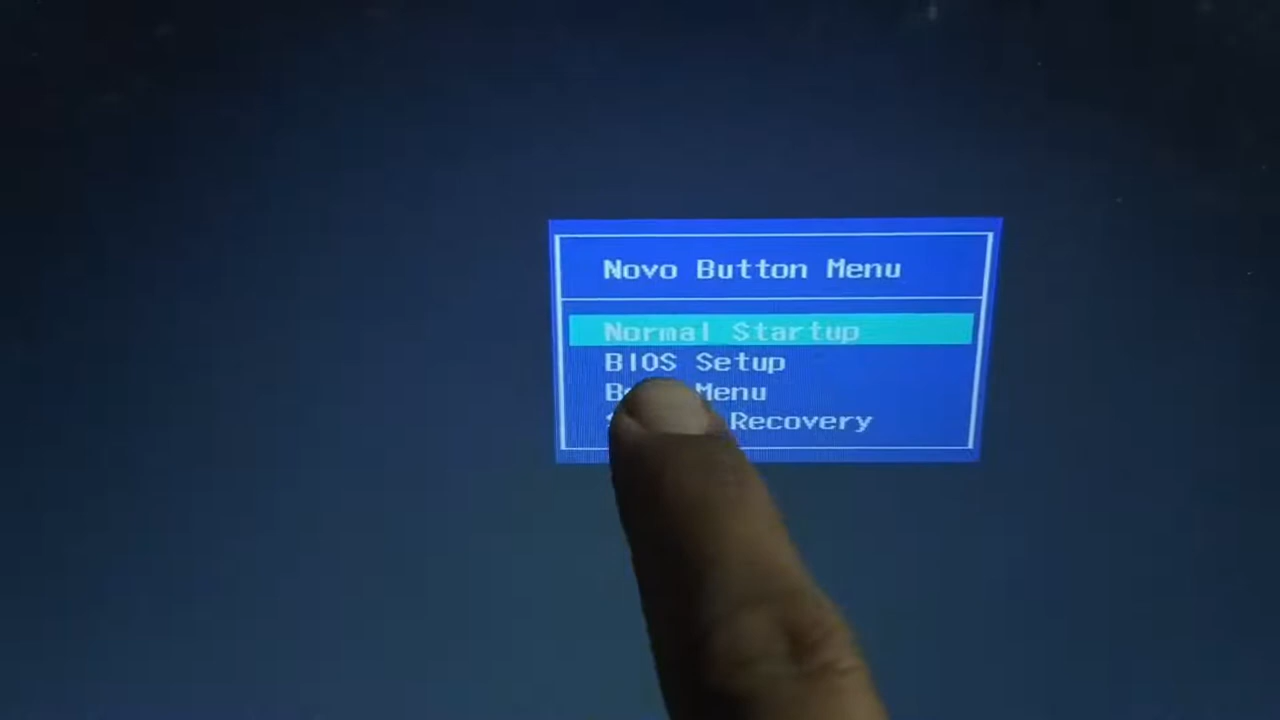 Novo Button Menu
Normal Startup
BIOS Setup
Menu
Recovery